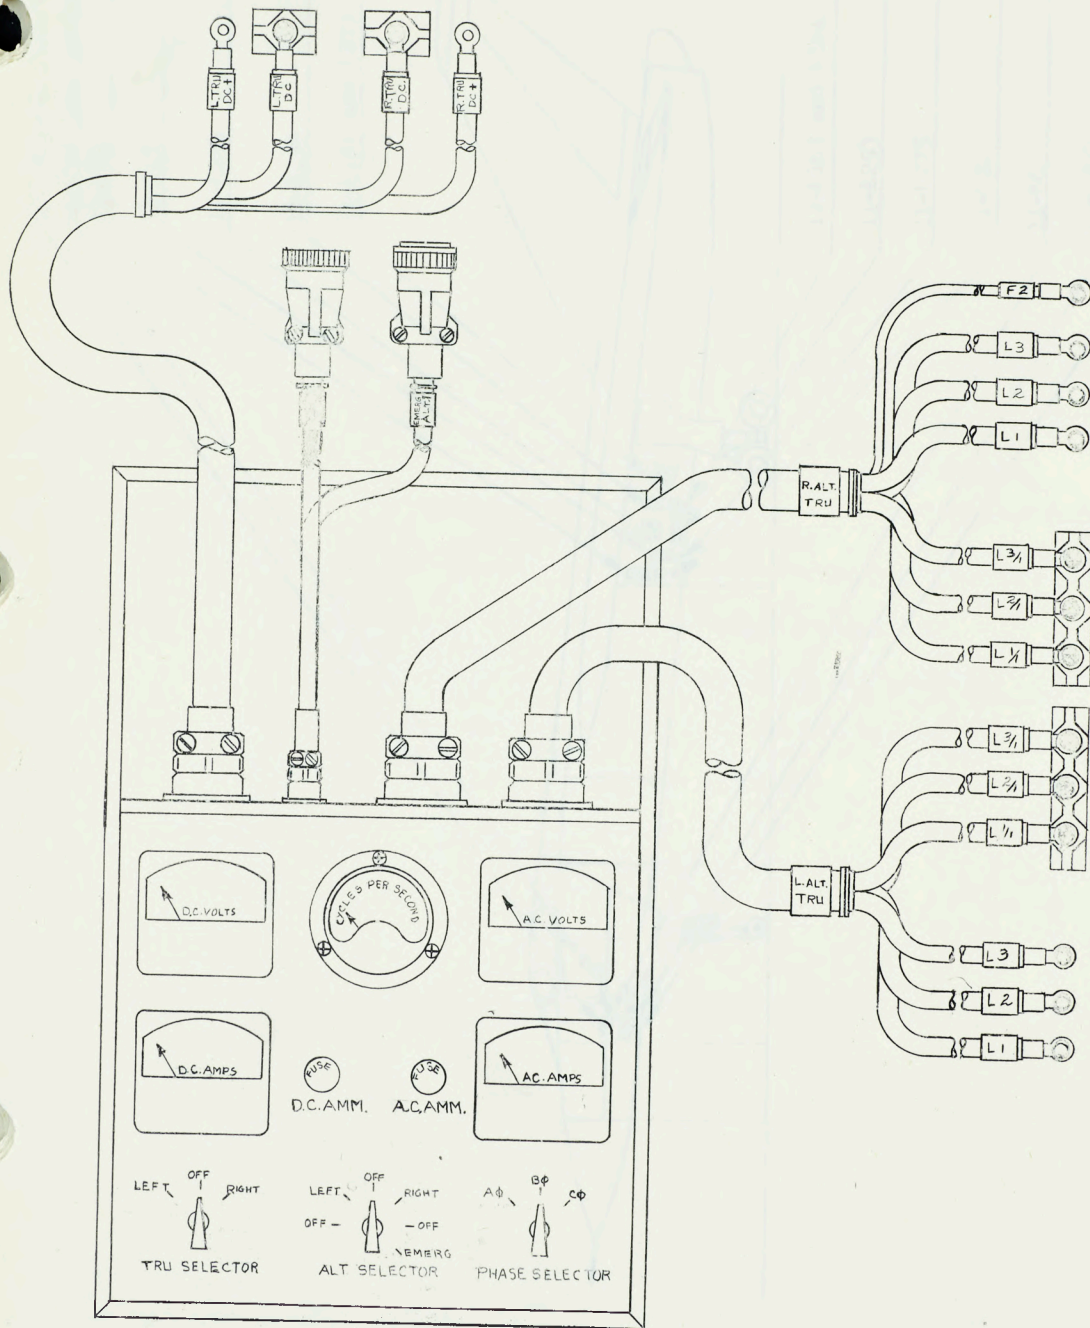 L.TRU
DC+
L.TRU
DC
R.TRU
D.C.
R.TRU
DC+
EMERG
ALT.
F2
L3
L2
L1
R.ALT.
TRU
L3/1
L2/1
L1/1
L3/1
L2/1
L1/1
L.ALT.
TRU
L3
L2
L1
D.C. VOLTS
CYCLES PER SECOND
A.C. VOLTS
D.C. AMPS
FUSE
D.C. AMM.
FUSE
A.C. AMM.
A.C. AMPS
LEFT
OFF
RIGHT
TRU SELECTOR
LEFT
OFF
RIGHT
OFF
OFF
EMERG
ALT SELECTOR
AΦ
BΦ
CΦ
PHASE SELECTOR